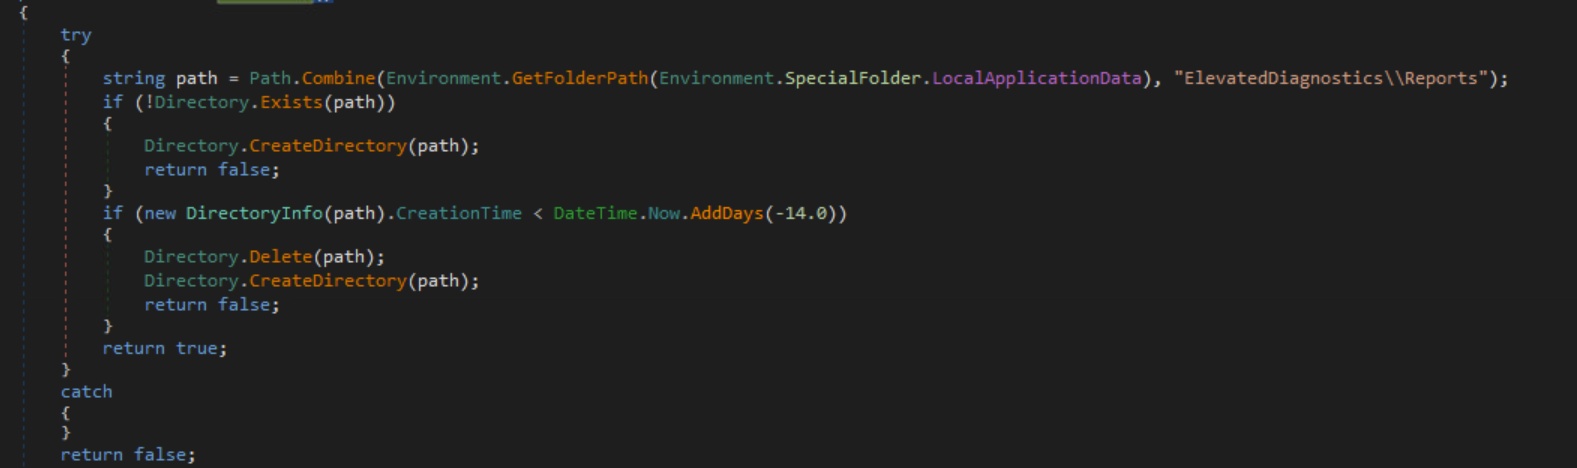 {
try
{
string path = Path.Combine(Environment.GetFolderPath(Environment.SpecialFolder.LocalApplicationData), "ElevatedDiagnostics\\Reports");
if (!Directory.Exists(path))
{
Directory.CreateDirectory(path);
return false;
}
if (new DirectoryInfo(path).CreationTime < DateTime.Now.AddDays(-14.0))
{
Directory.Delete(path);
Directory.CreateDirectory(path);
return false;
}
return true;
}
catch
{
}
return false;